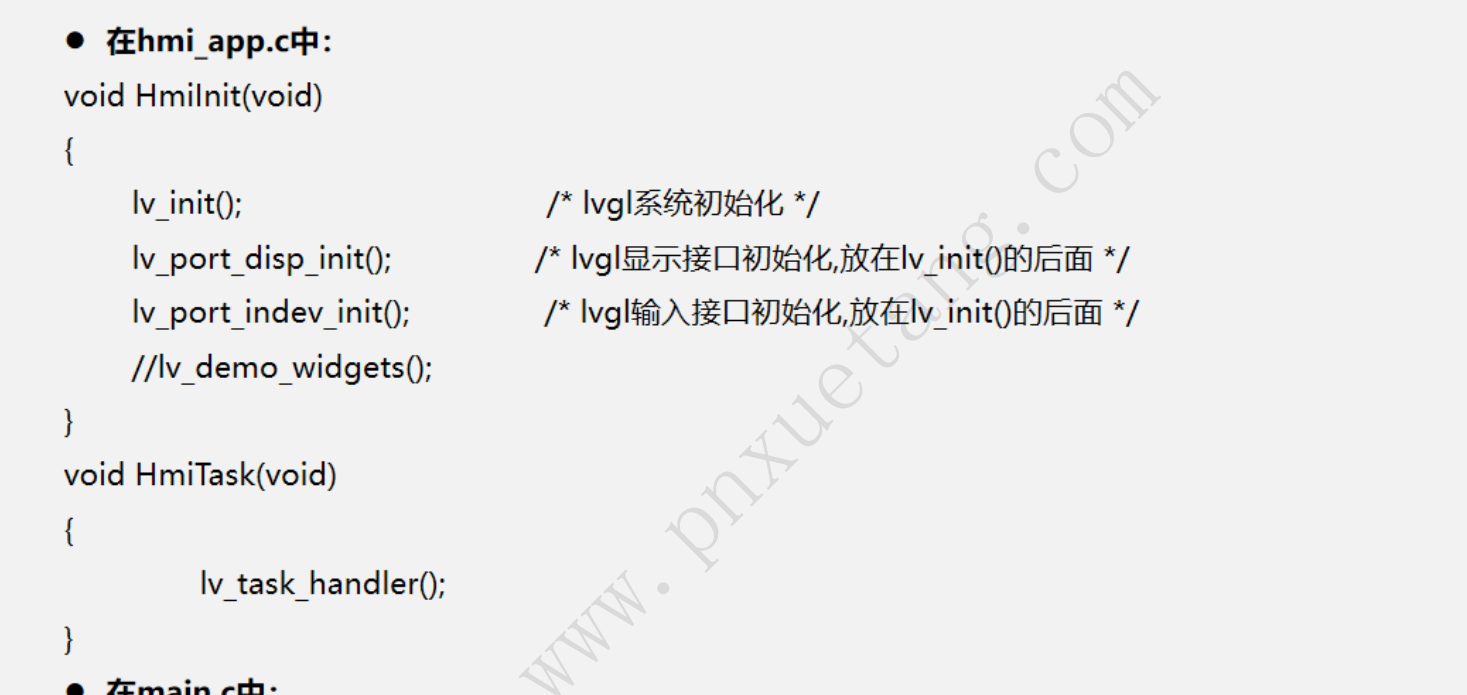 ● 在hmi_app.c中：
void HmiInit(void)
{
lv_init(); /* lvgl系统初始化 */
lv_port_disp_init(); /* lvgl显示接口初始化,放在lv_init()的后面 */
lv_port_indev_init(); /* lvgl输入接口初始化,放在lv_init()的后面 */
//lv_demo_widgets();
}
void HmiTask(void)
{
lv_task_handler();
}
● 在main.c中：
www.pnxuetang.com